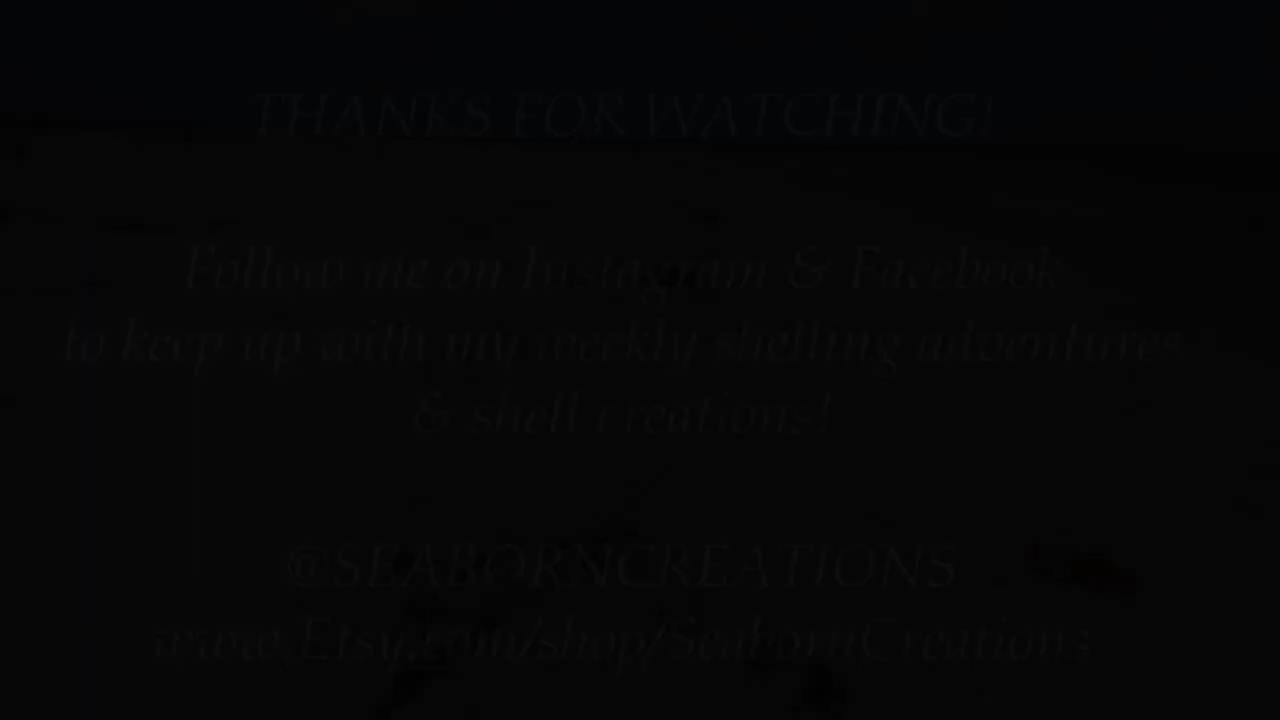 THANKS FOR WATCHING!
Follow me on Instagram & Facebook
to keep up with my weekly shelling adventures
& shell creations!
@SEABORNCREATIONS
www.Etsy.com/shop/SeabornCreations